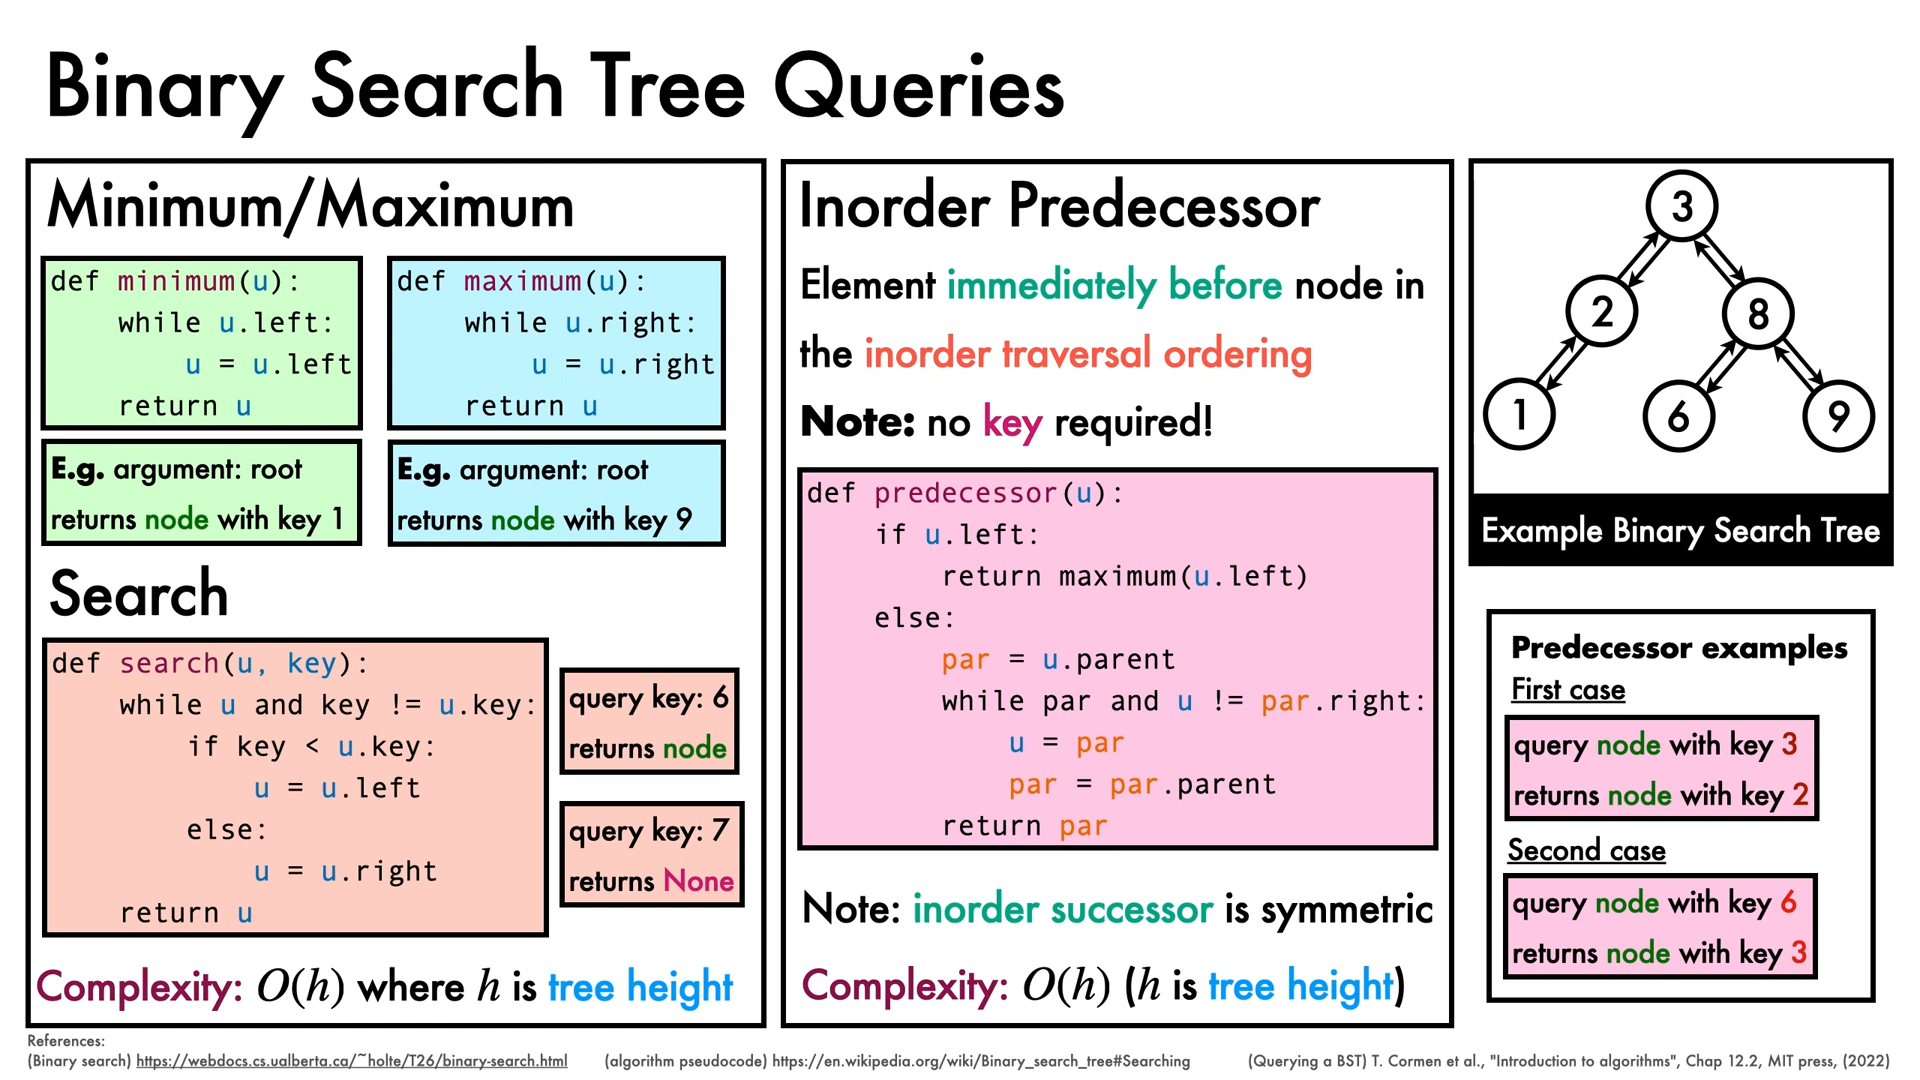 Binary Search Tree Queries
Minimum/Maximum
def minimum(u):
    while u.left:
        u = u.left
    return u
E.g. argument: root
returns node with key 1
def maximum(u):
    while u.right:
        u = u.right
    return u
E.g. argument: root
returns node with key 9
Search
def search(u, key):
    while u and key != u.key:
        if key < u.key:
            u = u.left
        else:
            u = u.right
    return u
query key: 6
returns node
query key: 7
returns None
Complexity: O(h) where h is tree height
Inorder Predecessor
Element immediately before node in
the inorder traversal ordering
Note: no key required!
def predecessor(u):
    if u.left:
        return maximum(u.left)
    else:
        par = u.parent
        while par and u != par.right:
            u = par
            par = par.parent
        return par
Note: inorder successor is symmetric
Complexity: O(h) (h is tree height)
3
2
8
1
6
9
Example Binary Search Tree
Predecessor examples
First case
query node with key 3
returns node with key 2
Second case
query node with key 6
returns node with key 3
References:
(Binary search) https://webdocs.cs.ualberta.ca/~holte/T26/binary-search.html
(algorithm pseudocode) https://en.wikipedia.org/wiki/Binary_search_tree#Searching
(Querying a BST) T. Cormen et al., "Introduction to algorithms", Chap 12.2, MIT press, (2022)